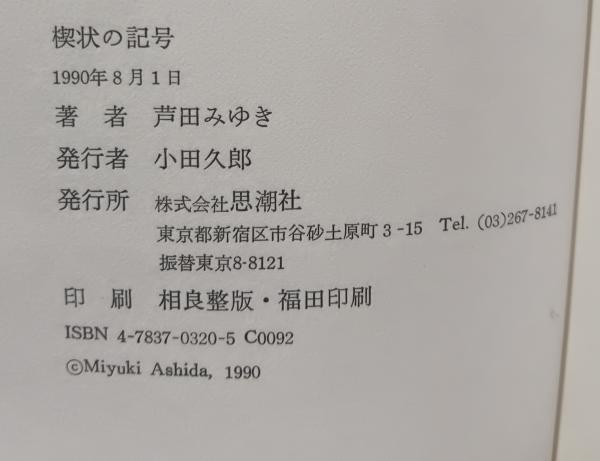 楔状の記号
1990年8月1日
著　者　芦田みゆき
発行者　小田久郎
発行所　株式会社思潮社
東京都新宿区市谷砂土原町3-15　Tel. (03)267-8141
振替東京8-8121
印　刷　相良整版・福田印刷
ISBN 4-7837-0320-5 C0092
©Miyuki Ashida, 1990